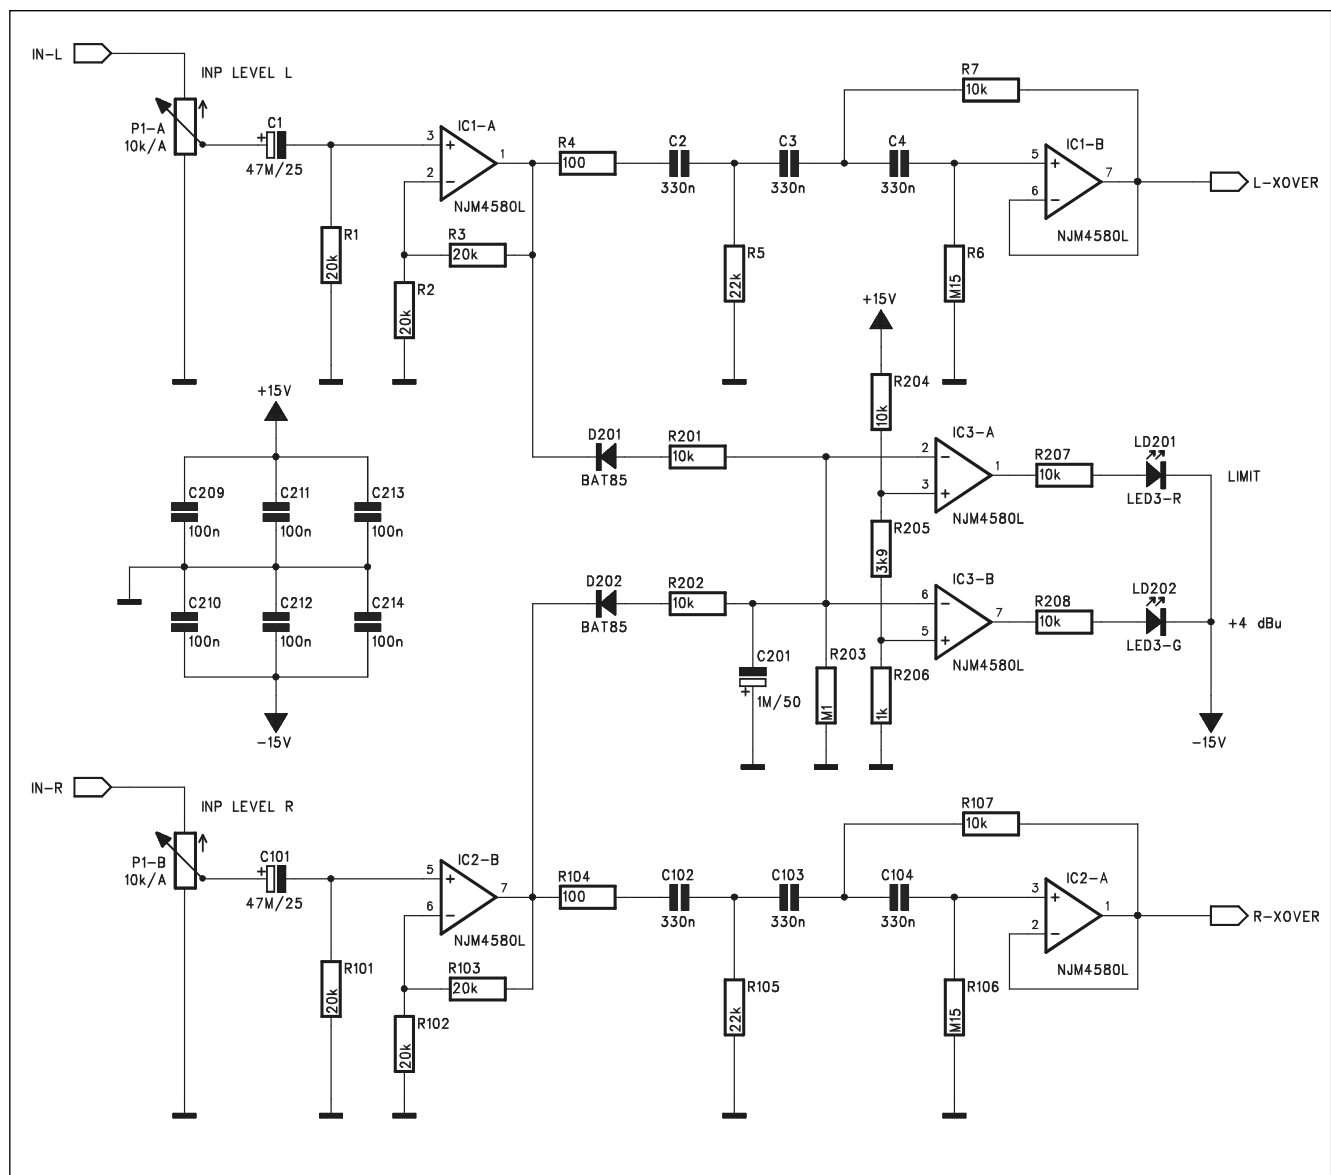 IN-L
INP LEVEL L
P1-A
10k/A
C1
47M/25
+
R1
20k
3
2
+
−
IC1-A
1
NJM4580L
R2
20k
R3
20k
R4
100
C2
330n
R5
22k
C3
330n
C4
330n
R7
10k
R6
M15
5
6
+
−
IC1-B
7
NJM4580L
L-XOVER
+15V
C209
100n
C211
100n
C213
100n
C210
100n
C212
100n
C214
100n
-15V
D201
BAT85
R201
10k
+15V
R204
10k
2
3
−
+
IC3-A
1
NJM4580L
R207
10k
LD201
LED3-R
LIMIT
R205
3k9
D202
BAT85
R202
10k
C201
+
1M/50
R203
M1
6
5
−
+
IC3-B
7
NJM4580L
R206
1k
R208
10k
LD202
LED3-G
+4 dBu
-15V
IN-R
INP LEVEL R
P1-B
10k/A
C101
47M/25
+
R101
20k
5
6
+
−
IC2-B
7
NJM4580L
R102
20k
R103
20k
R104
100
C102
330n
R105
22k
C103
330n
C104
330n
R107
10k
R106
M15
3
2
+
−
IC2-A
1
NJM4580L
R-XOVER